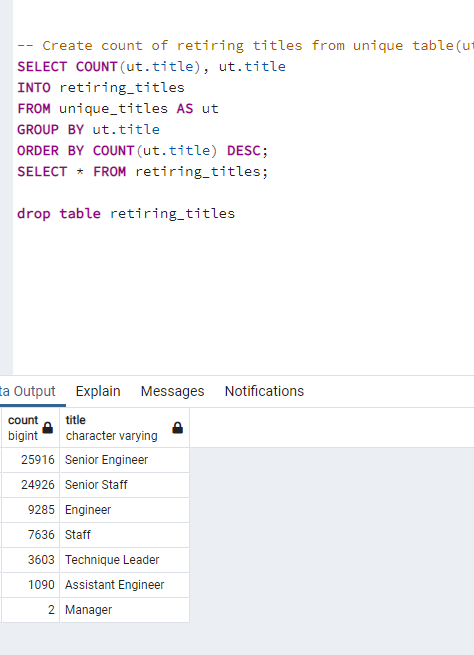 -- Create count of retiring titles from unique table(ut
SELECT COUNT(ut.title), ut.title
INTO retiring_titles
FROM unique_titles AS ut
GROUP BY ut.title
ORDER BY COUNT(ut.title) DESC;
SELECT * FROM retiring_titles;
drop table retiring_titles
ta Output Explain Messages Notifications
count title
bigint character varying
25916 Senior Engineer
24926 Senior Staff
9285 Engineer
7636 Staff
3603 Technique Leader
1090 Assistant Engineer
2 Manager